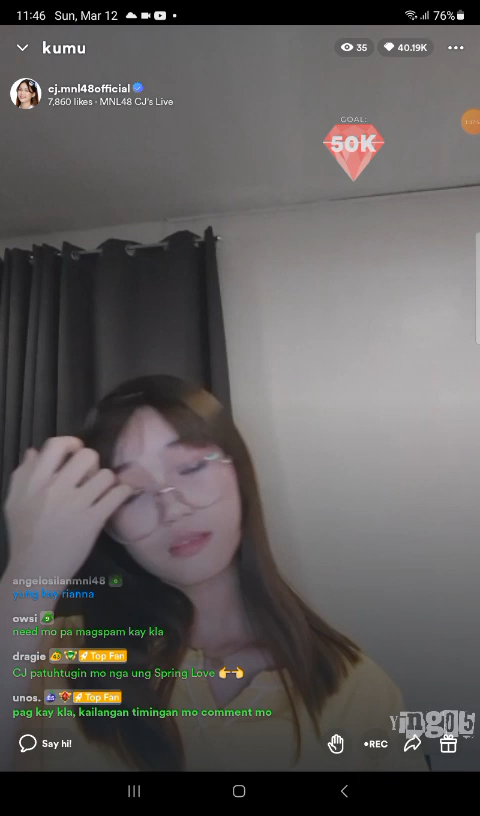 11:46 Sun, Mar 12 76%
kumu 35 40.19K
cj.mnl48official
7,860 likes · MNL48 CJ's Live
GOAL:
50K
angelosilanmnl48
yung kay rianna
owsi 9
need mo pa magspam kay kla
dragie Top Fan
CJ patuhtugin mo nga ung Spring Love
unos. Top Fan
pag kay kla, kailangan timingan mo comment mo
Yingo15
Say hi! •REC